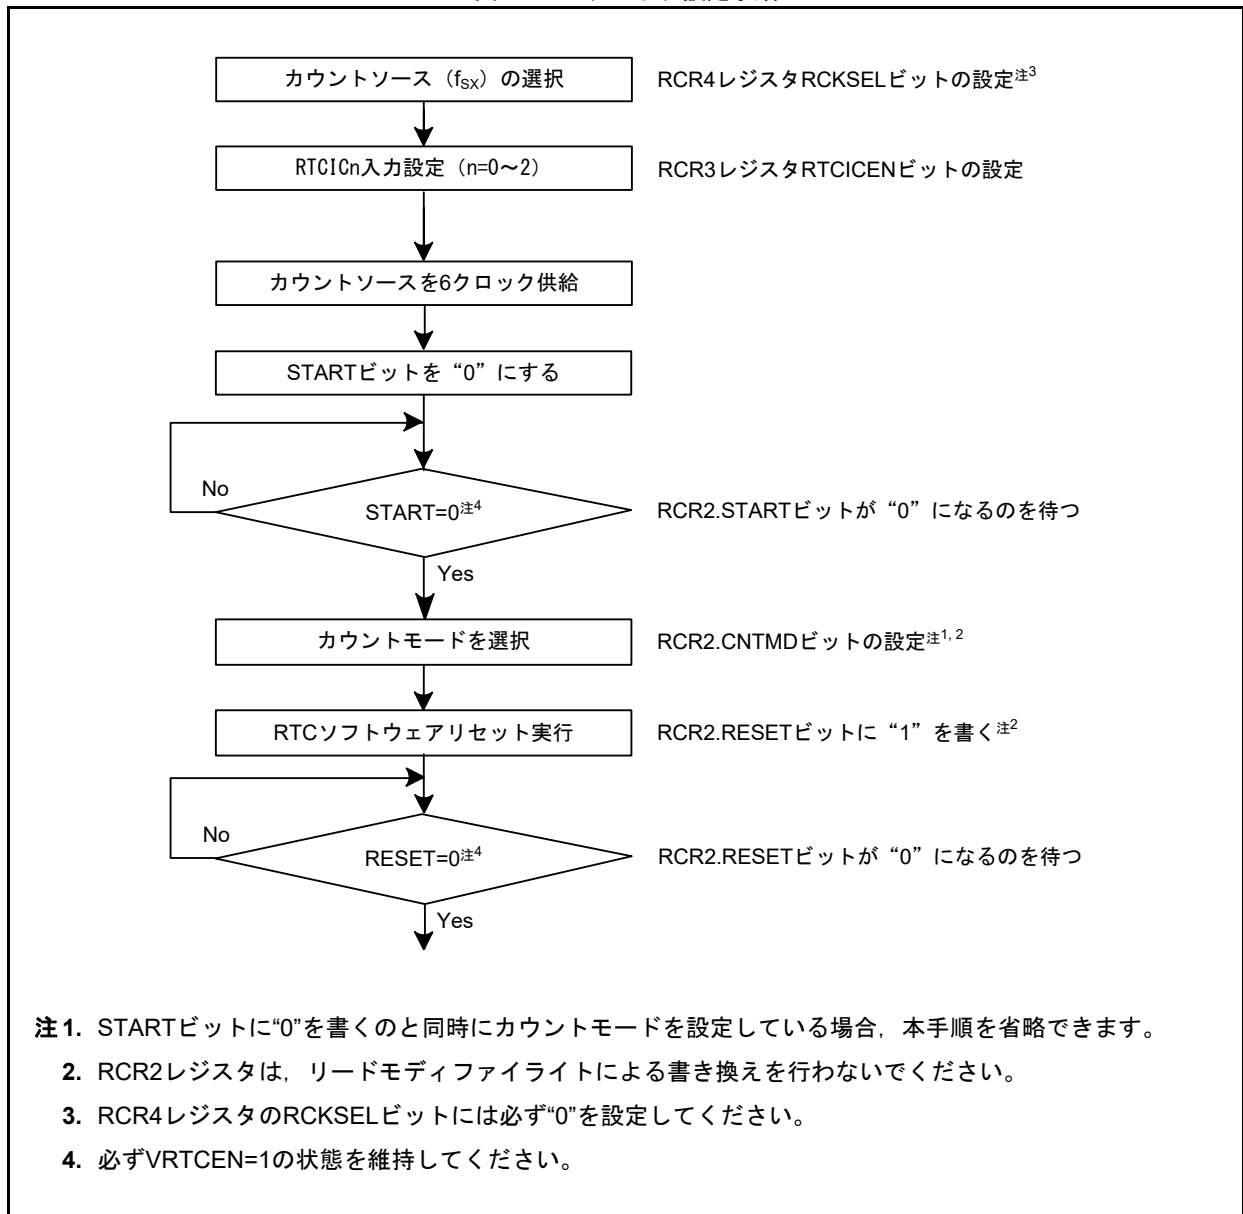 カウントソース（fSX）の選択 RCR4レジスタRCKSELビットの設定注3
RTCICn入力設定（n=0～2） RCR3レジスタRTCICENビットの設定
カウントソースを6クロック供給
STARTビットを“0”にする
No
START=0注4 RCR2.STARTビットが“0”になるのを待つ
Yes
カウントモードを選択 RCR2.CNTMDビットの設定注1, 2
RTCソフトウェアリセット実行 RCR2.RESETビットに“1”を書く注2
No
RESET=0注4 RCR2.RESETビットが“0”になるのを待つ
Yes
注1. STARTビットに“0”を書くのと同時にカウントモードを設定している場合，本手順を省略できます。
2. RCR2レジスタは，リードモディファイライトによる書き換えを行わないでください。
3. RCR4レジスタのRCKSELビットには必ず“0”を設定してください。
4. 必ずVRTCEN=1の状態を維持してください。